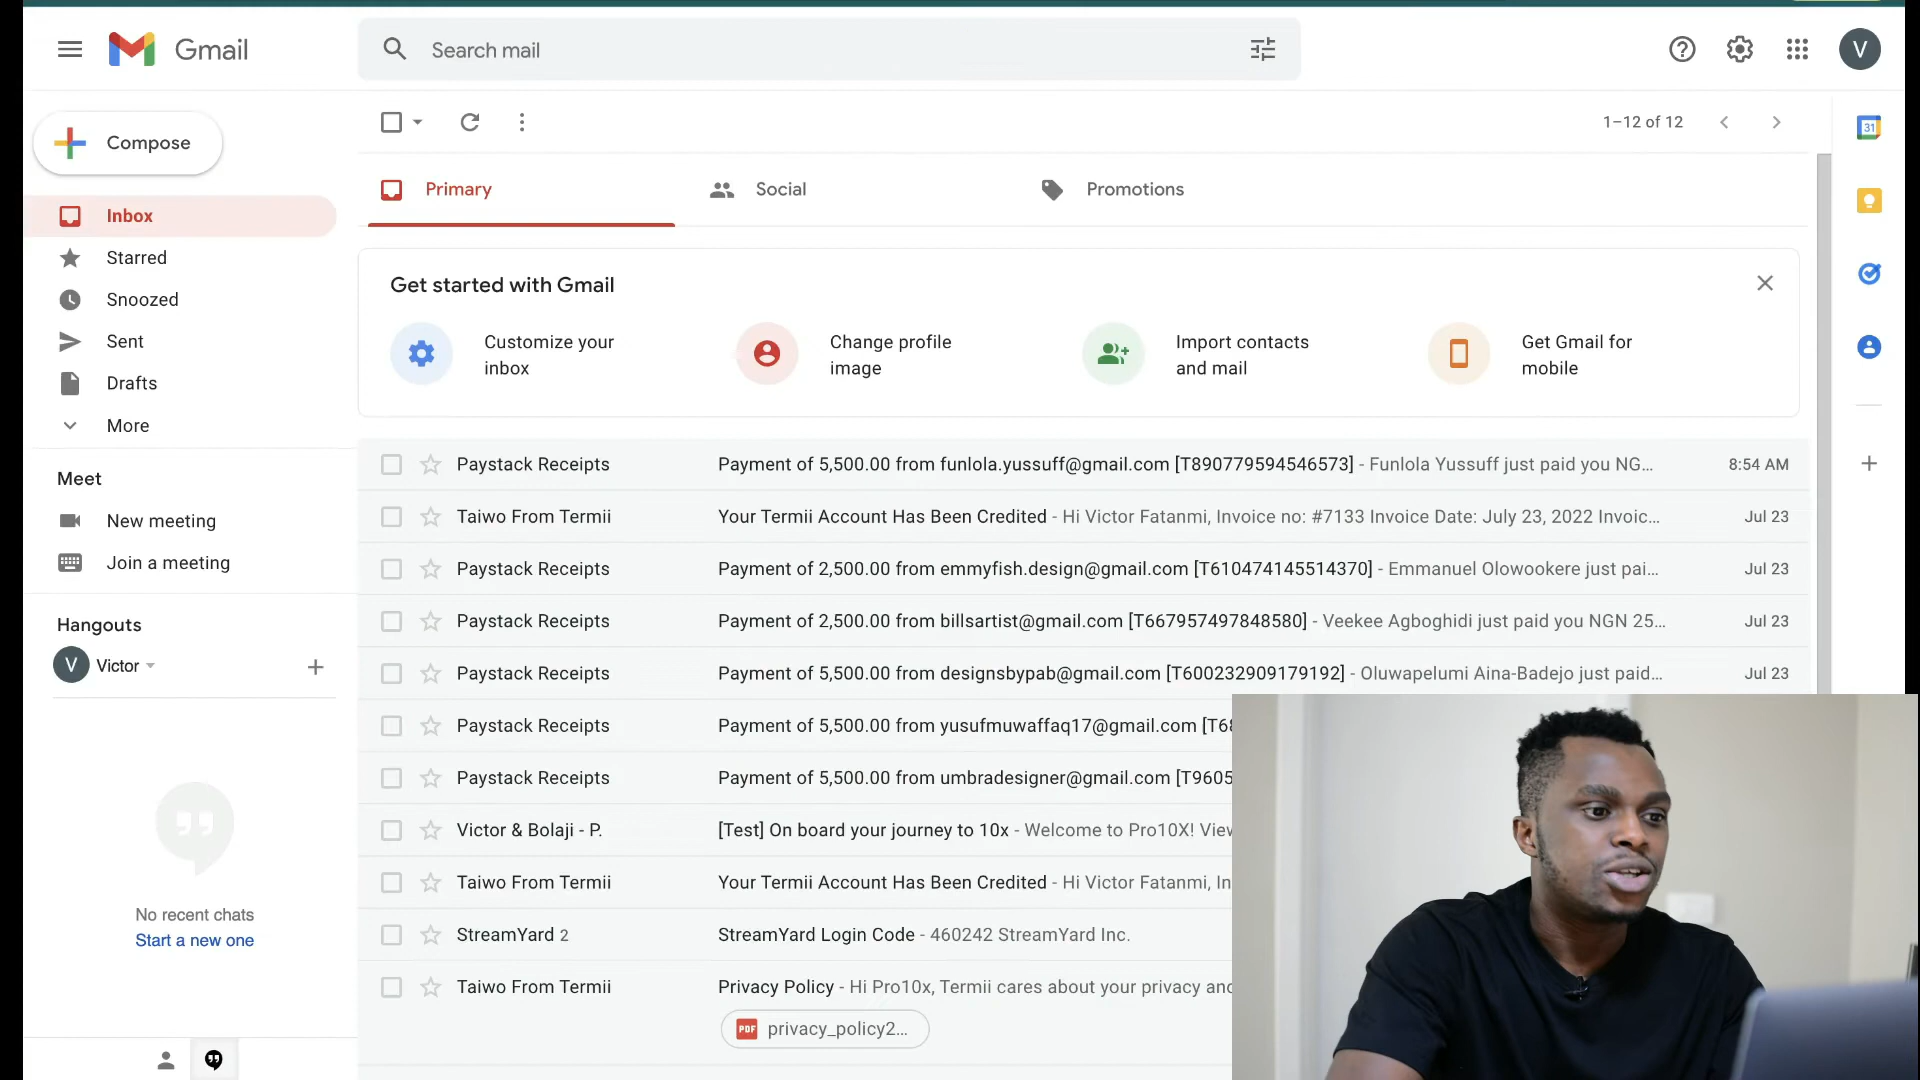 Gmail
Search mail
V
Compose
1–12 of 12
31
Primary
Social
Promotions
Inbox
Starred
Snoozed
Sent
Drafts
More
Get started with Gmail
Customize your
inbox
Change profile
image
Import contacts
and mail
Get Gmail for
mobile
Meet
New meeting
Join a meeting
Hangouts
V Victor
No recent chats
Start a new one
Paystack Receipts Payment of 5,500.00 from funlola.yussuff@gmail.com [T890779594546573] - Funlola Yussuff just paid you NG... 8:54 AM
Taiwo From Termii Your Termii Account Has Been Credited - Hi Victor Fatanmi, Invoice no: #7133 Invoice Date: July 23, 2022 Invoic... Jul 23
Paystack Receipts Payment of 2,500.00 from emmyfish.design@gmail.com [T610474145514370] - Emmanuel Olowookere just pai... Jul 23
Paystack Receipts Payment of 2,500.00 from billsartist@gmail.com [T667957497848580] - Veekee Agboghidi just paid you NGN 25... Jul 23
Paystack Receipts Payment of 5,500.00 from designsbypab@gmail.com [T600232909179192] - Oluwapelumi Aina-Badejo just paid... Jul 23
Paystack Receipts Payment of 5,500.00 from yusufmuwaffaq17@gmail.com [T68
Paystack Receipts Payment of 5,500.00 from umbradesigner@gmail.com [T9605
Victor & Bolaji - P. [Test] On board your journey to 10x - Welcome to Pro10X! View
Taiwo From Termii Your Termii Account Has Been Credited - Hi Victor Fatanmi, In
StreamYard 2 StreamYard Login Code - 460242 StreamYard Inc.
Taiwo From Termii Privacy Policy - Hi Pro10x, Termii cares about your privacy and
PDF privacy_policy2...